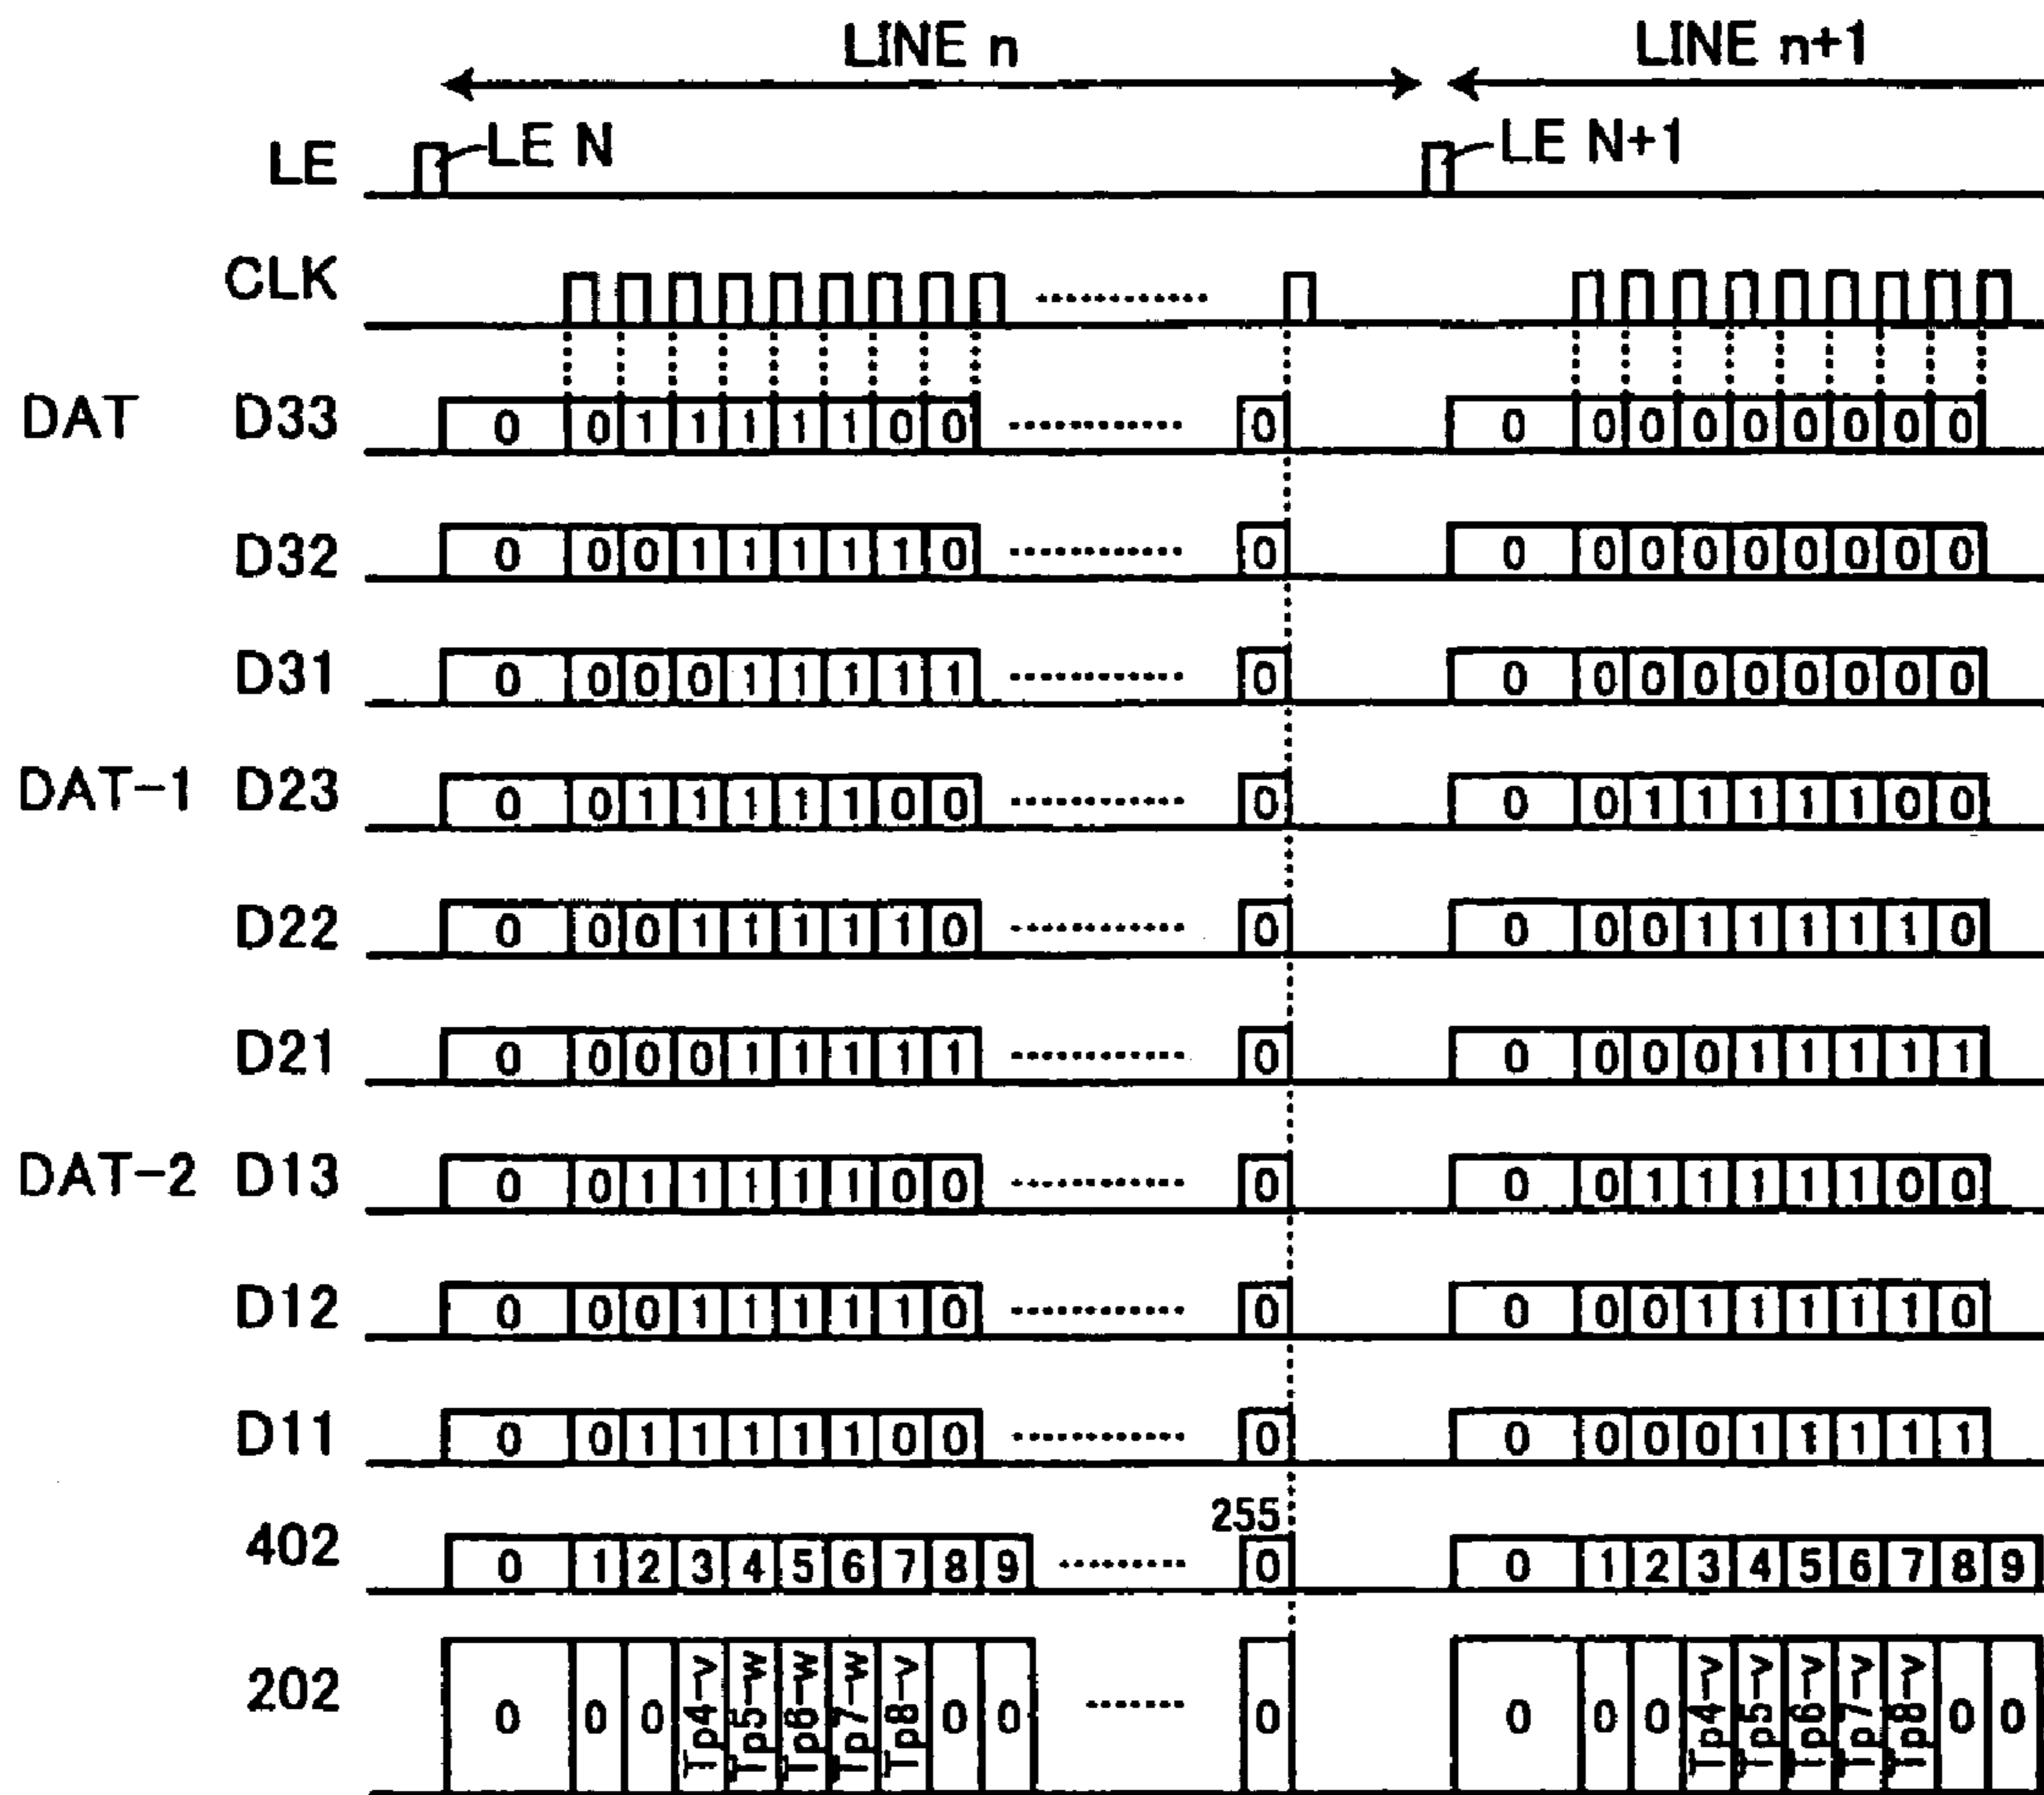 LINE n LINE n+1
LE LE N LE N+1
CLK
DAT D33 0 0 1 1 1 1 1 0 0 0 0 0 0 0 0 0 0 0 0
D32 0 0 0 1 1 1 1 1 0 0 0 0 0 0 0 0 0 0 0
D31 0 0 0 0 1 1 1 1 1 0 0 0 0 0 0 0 0 0 0
DAT-1 D23 0 0 1 1 1 1 1 0 0 0 0 0 1 1 1 1 1 0 0
D22 0 0 0 1 1 1 1 1 0 0 0 0 0 1 1 1 1 1 0
D21 0 0 0 0 1 1 1 1 1 0 0 0 0 0 1 1 1 1 1
DAT-2 D13 0 0 1 1 1 1 1 0 0 0 0 0 1 1 1 1 1 0 0
D12 0 0 0 1 1 1 1 1 0 0 0 0 0 1 1 1 1 1 0
D11 0 0 1 1 1 1 1 0 0 0 0 0 0 0 1 1 1 1 1
255
402 0 1 2 3 4 5 6 7 8 9 0 0 1 2 3 4 5 6 7 8 9
202 0 0 0 Tp4-v Tp5-w Tp6-w Tp7-w Tp8-v 0 0 0 0 0 0 Tp4-v Tp5-v Tp6-v Tp7-v Tp8-v 0 0